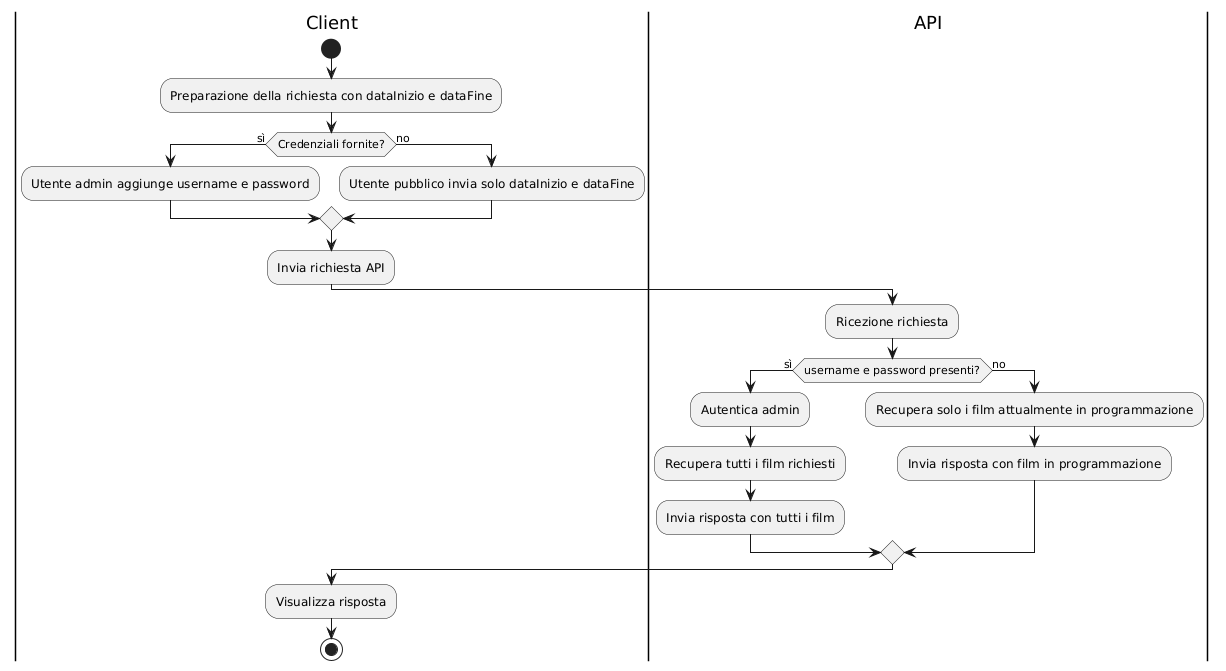 Client
API
Preparazione della richiesta con dataInizio e dataFine
sì
Credenziali fornite?
no
Utente admin aggiunge username e password
Utente pubblico invia solo dataInizio e dataFine
Invia richiesta API
Ricezione richiesta
sì
username e password presenti?
no
Autentica admin
Recupera solo i film attualmente in programmazione
Recupera tutti i film richiesti
Invia risposta con film in programmazione
Invia risposta con tutti i film
Visualizza risposta